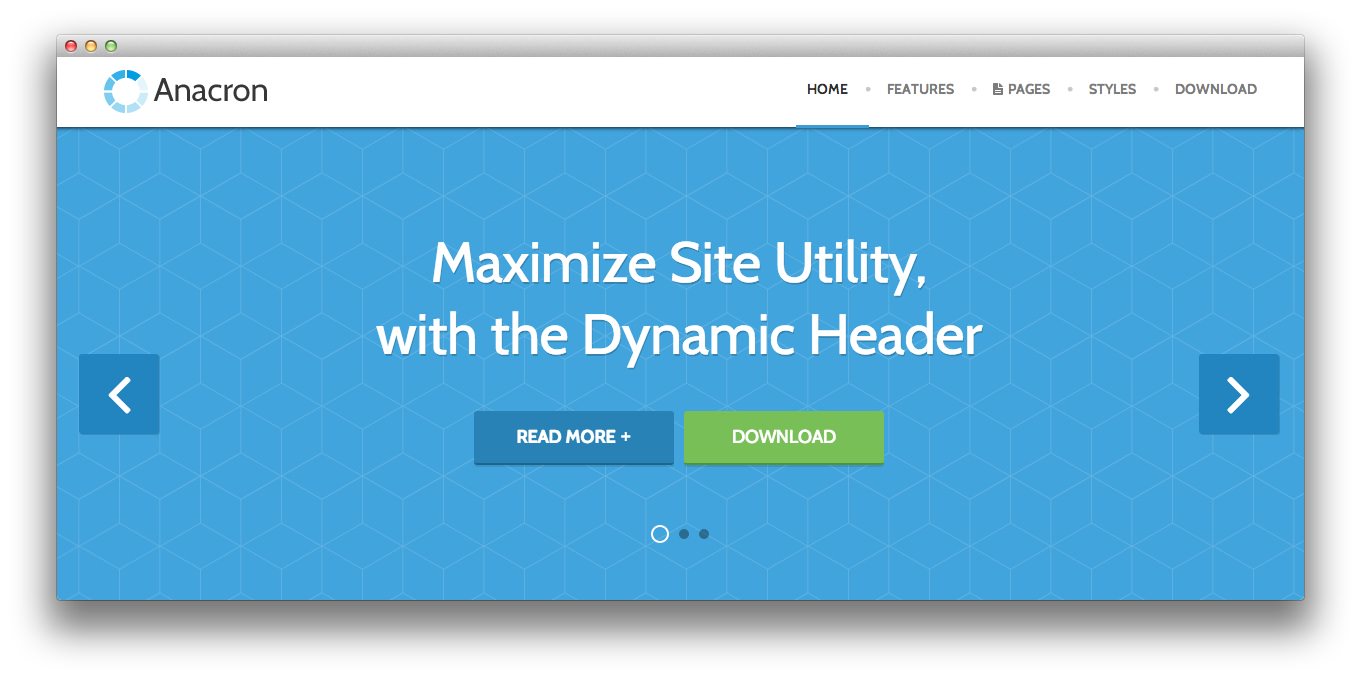 Anacron
HOME • FEATURES • PAGES • STYLES • DOWNLOAD
Maximize Site Utility,
with the Dynamic Header
READ MORE +
DOWNLOAD